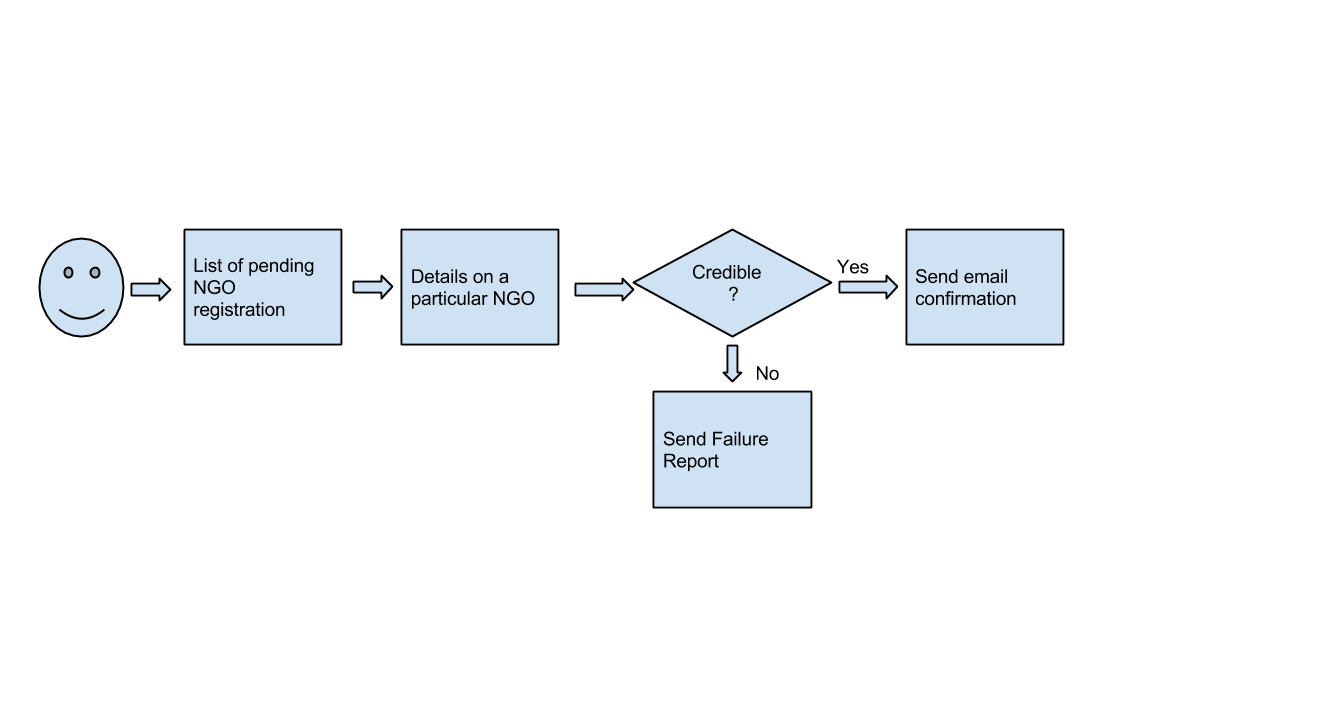 List of pending
NGO
registration
Details on a
particular NGO
Credible
?
Yes
Send email
confirmation
No
Send Failure
Report